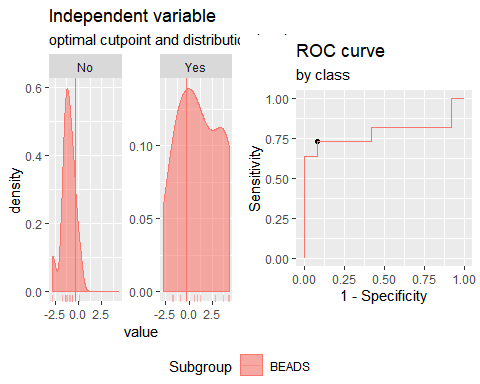 Independent variable
optimal cutpoint and distributio
No
Yes
density
0.6
0.4
0.2
0.0
0.10
0.05
0.00
-2.5 0.0 2.5
-2.5 0.0 2.5
value
ROC curve
by class
Sensitivity
1.00
0.75
0.50
0.25
0.00
0.00 0.25 0.50 0.75 1.00
1 - Specificity
Subgroup
BEADS